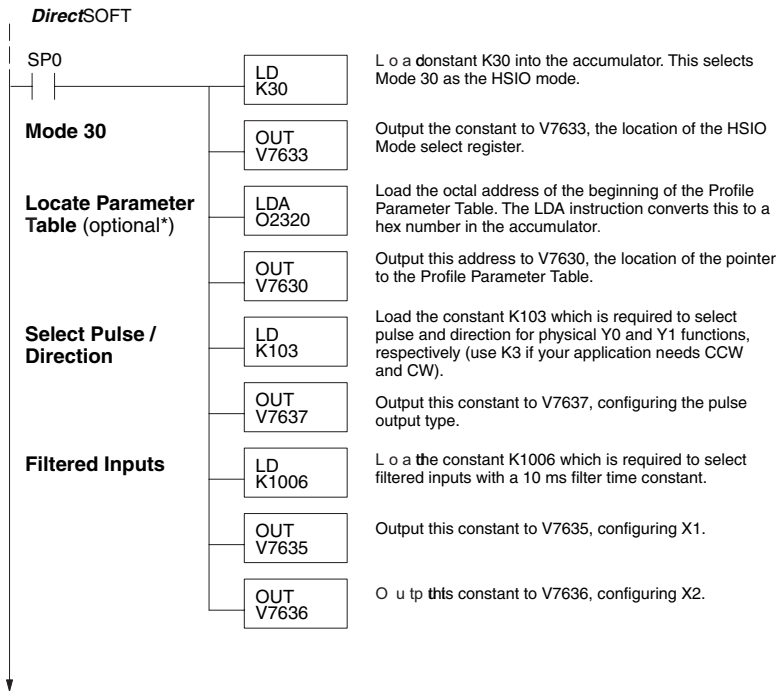 DirectSOFT
SP0
LD
K30
L o a donstant K30 into the accumulator. This selects
Mode 30 as the HSIO mode.
Mode 30
OUT
V7633
Output the constant to V7633, the location of the HSIO
Mode select register.
Locate Parameter
Table (optional*)
LDA
O2320
Load the octal address of the beginning of the Profile
Parameter Table. The LDA instruction converts this to a
hex number in the accumulator.
OUT
V7630
Output this address to V7630, the location of the pointer
to the Profile Parameter Table.
Select Pulse /
Direction
LD
K103
Load the constant K103 which is required to select
pulse and direction for physical Y0 and Y1 functions,
respectively (use K3 if your application needs CCW
and CW).
OUT
V7637
Output this constant to V7637, configuring the pulse
output type.
Filtered Inputs
LD
K1006
L o a the constant K1006 which is required to select
filtered inputs with a 10 ms filter time constant.
OUT
V7635
Output this constant to V7635, configuring X1.
OUT
V7636
O u tp this constant to V7636, configuring X2.